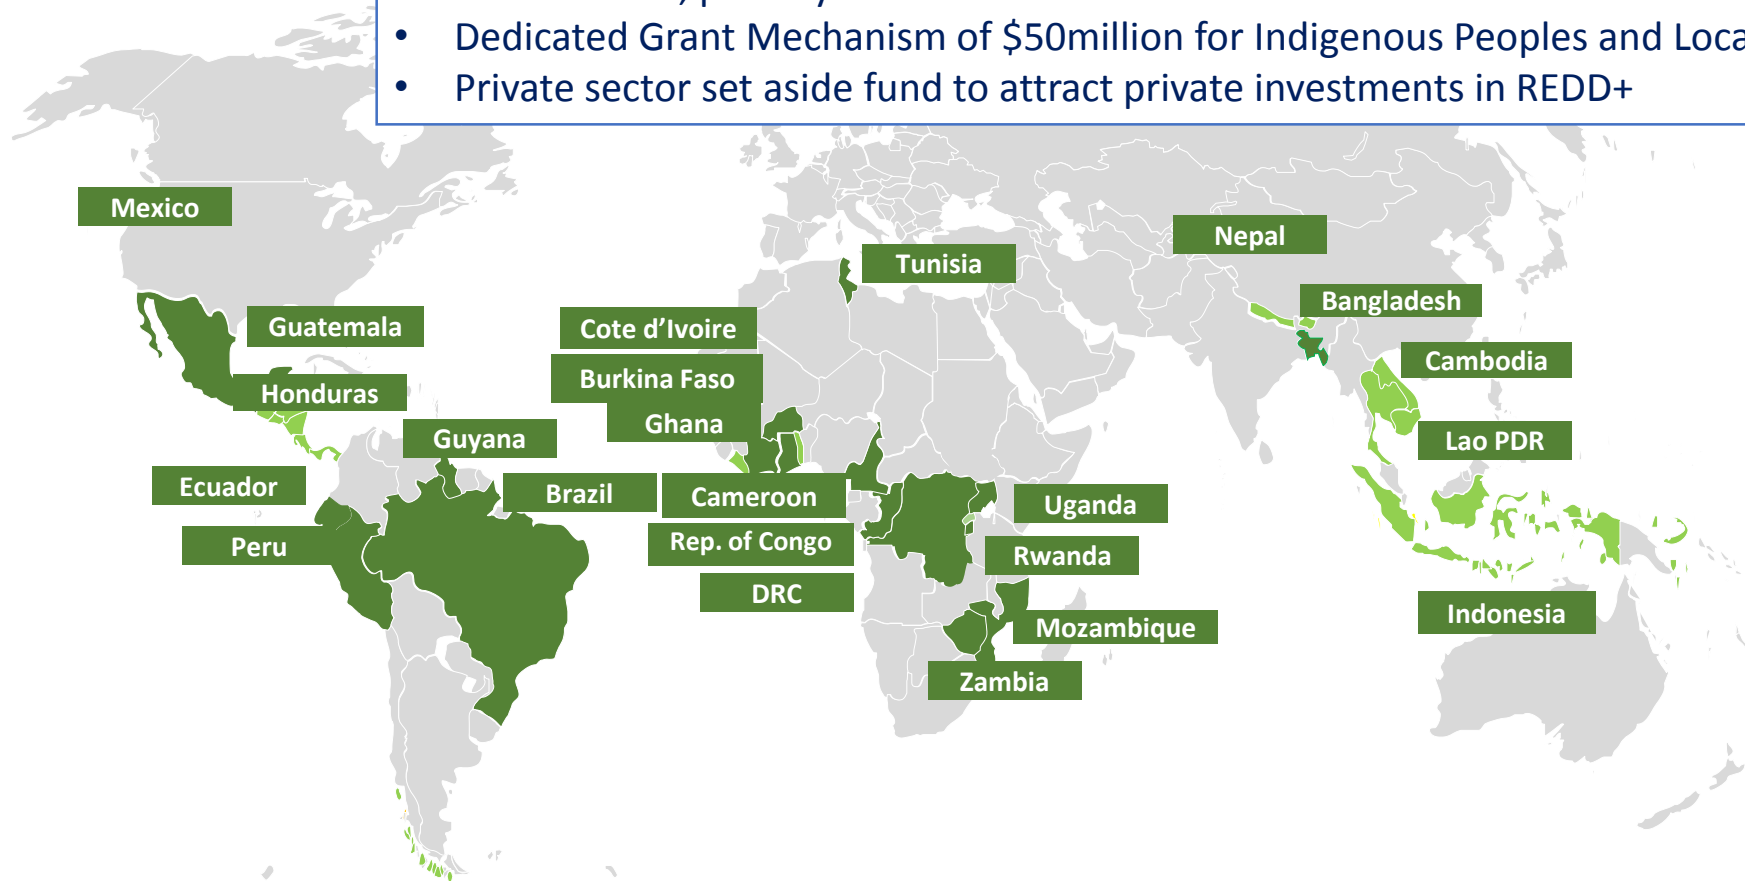 • Dedicated Grant Mechanism of $50million for Indigenous Peoples and Loca
• Private sector set aside fund to attract private investments in REDD+
Mexico
Nepal
Tunisia
Bangladesh
Guatemala
Cote d’Ivoire
Cambodia
Burkina Faso
Honduras
Ghana
Guyana
Lao PDR
Ecuador
Brazil
Cameroon
Uganda
Peru
Rep. of Congo
Rwanda
DRC
Indonesia
Mozambique
Zambia